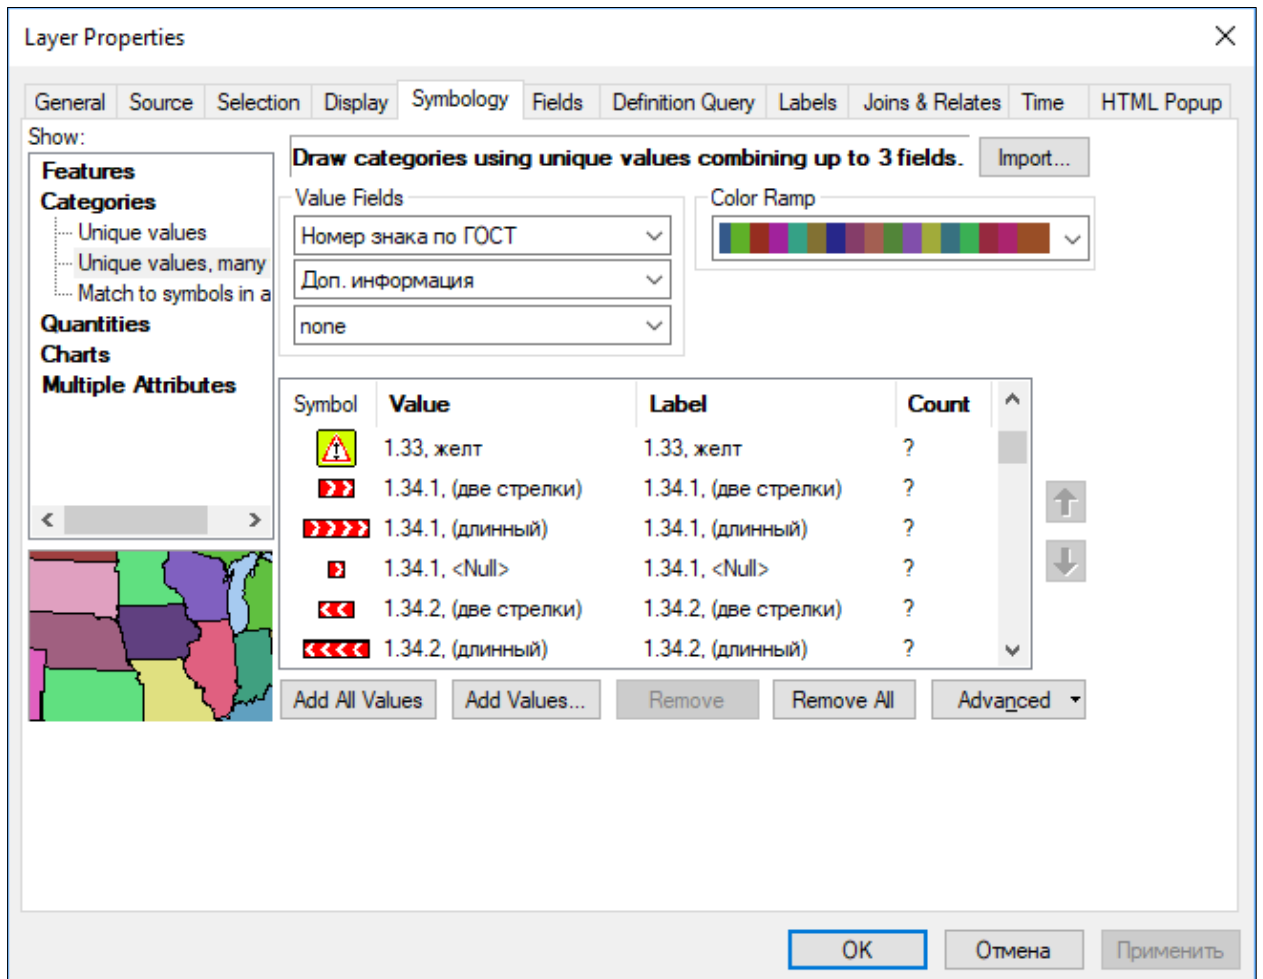 Layer Properties
General Source Selection Display Symbology Fields Definition Query Labels Joins & Relates Time HTML Popup
Show:
Features
Categories
Unique values
Unique values, many
Match to symbols in a
Quantities
Charts
Multiple Attributes
Draw categories using unique values combining up to 3 fields.
Import...
Value Fields
Номер знака по ГОСТ
Доп. информация
none
Color Ramp
Symbol Value Label Count
1.33, желт 1.33, желт ?
1.34.1, (две стрелки) 1.34.1, (две стрелки) ?
1.34.1, (длинный) 1.34.1, (длинный) ?
1.34.1, <Null> 1.34.1, <Null> ?
1.34.2, (две стрелки) 1.34.2, (две стрелки) ?
1.34.2, (длинный) 1.34.2, (длинный) ?
Add All Values Add Values... Remove Remove All Advanced
OK Отмена Применить